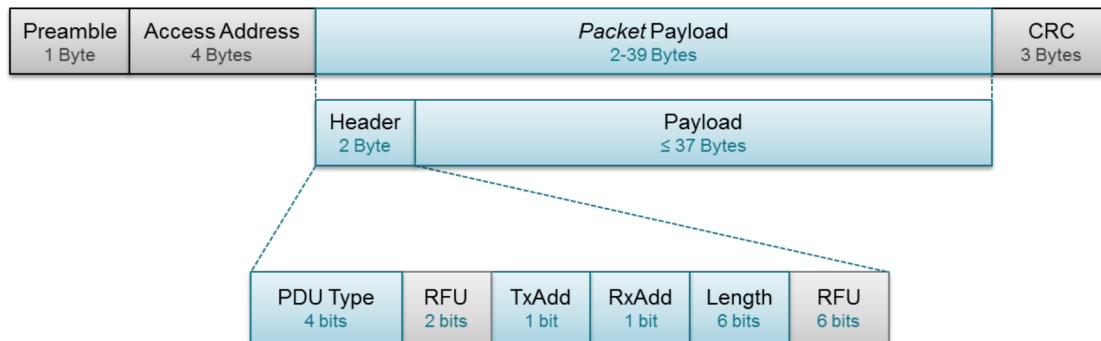 Preamble
1 Byte
Access Address
4 Bytes
Packet Payload
2-39 Bytes
CRC
3 Bytes
Header
2 Byte
Payload
≤ 37 Bytes
PDU Type
4 bits
RFU
2 bits
TxAdd
1 bit
RxAdd
1 bit
Length
6 bits
RFU
6 bits